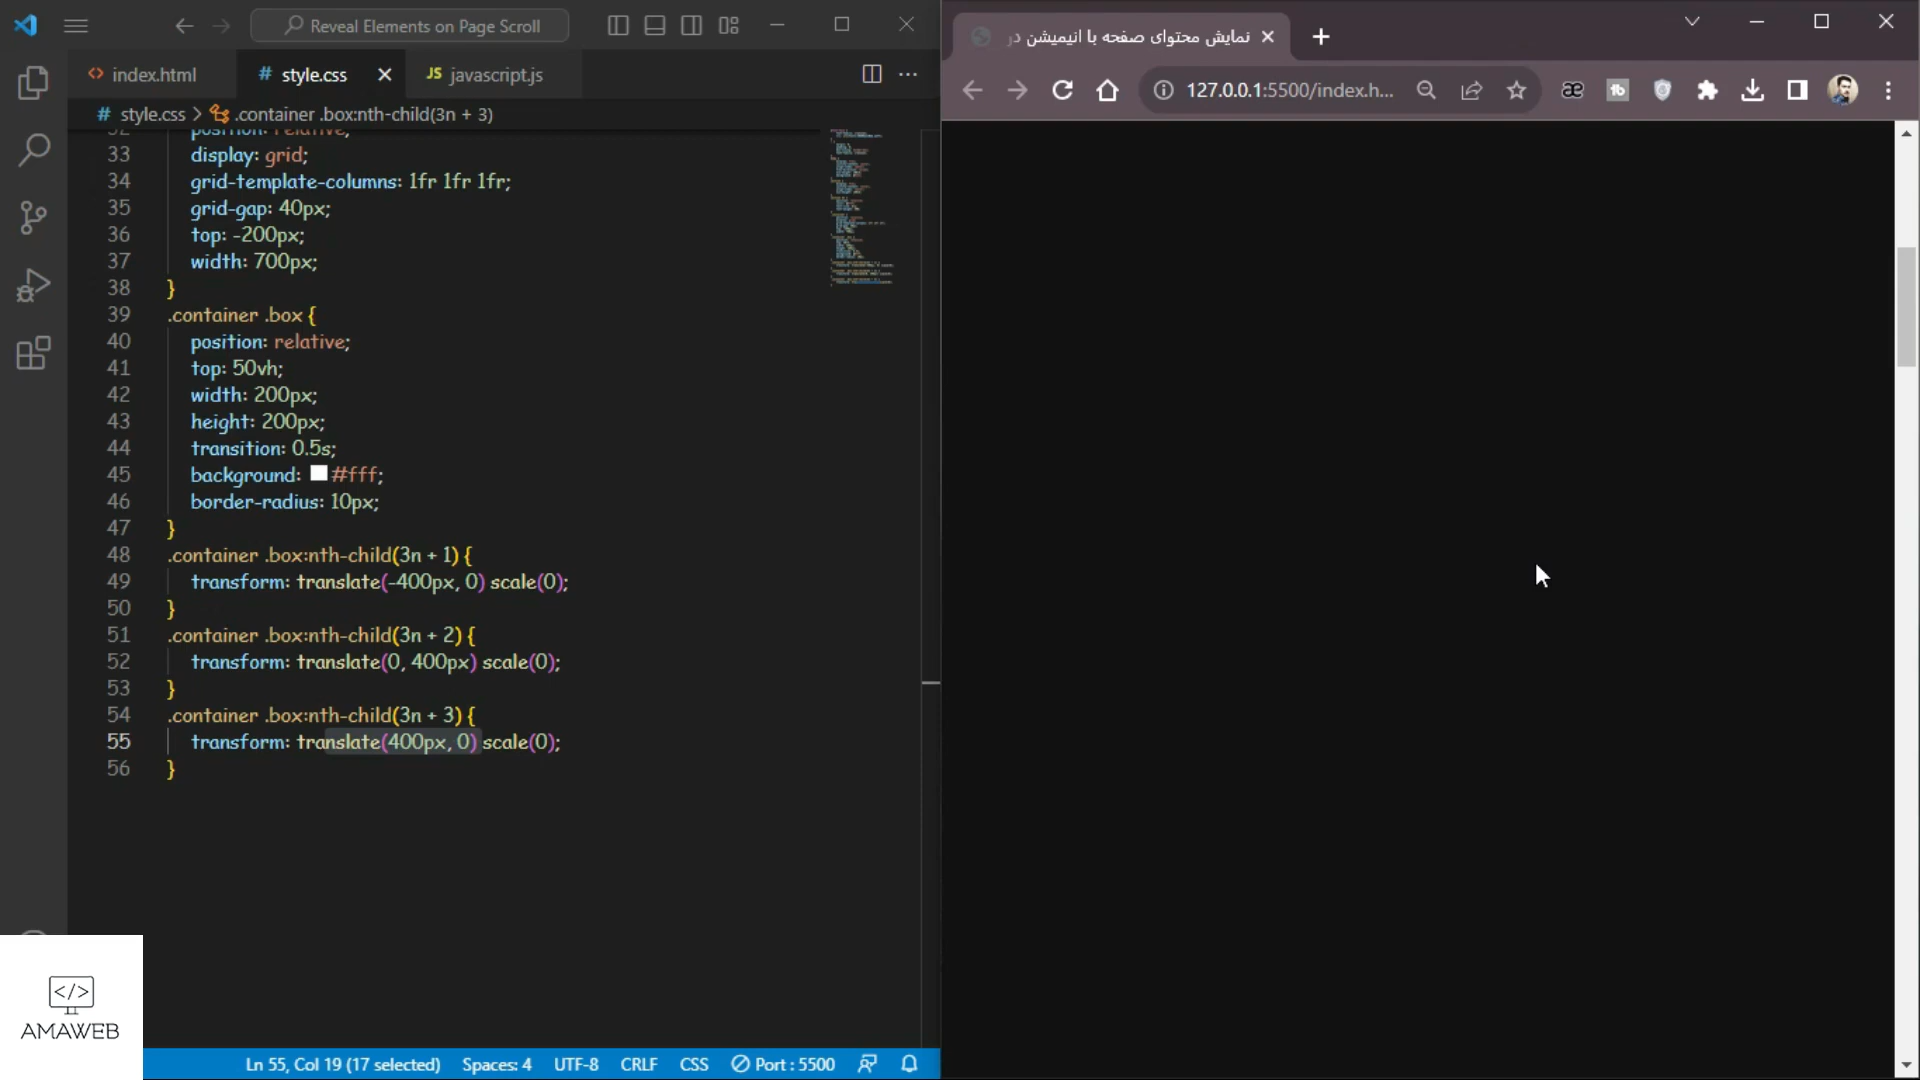 Reveal Elements on Page Scroll
index.html
# style.css
JS javascript.js
# style.css > .container .box:nth-child(3n + 3)
32 position: relative;
33 display: grid;
34 grid-template-columns: 1fr 1fr 1fr;
35 grid-gap: 40px;
36 top: -200px;
37 width: 700px;
38 }
39 .container .box {
40 position: relative;
41 top: 50vh;
42 width: 200px;
43 height: 200px;
44 transition: 0.5s;
45 background: #fff;
46 border-radius: 10px;
47 }
48 .container .box:nth-child(3n + 1) {
49 transform: translate(-400px, 0) scale(0);
50 }
51 .container .box:nth-child(3n + 2) {
52 transform: translate(0, 400px) scale(0);
53 }
54 .container .box:nth-child(3n + 3) {
55 transform: translate(400px, 0) scale(0);
56 }
</>
AMAWEB
Ln 55, Col 19 (17 selected) Spaces: 4 UTF-8 CRLF CSS Port : 5500
نمایش محتوای صفحه با انیمیشن در
127.0.0.1:5500/index.h...
æ
tb